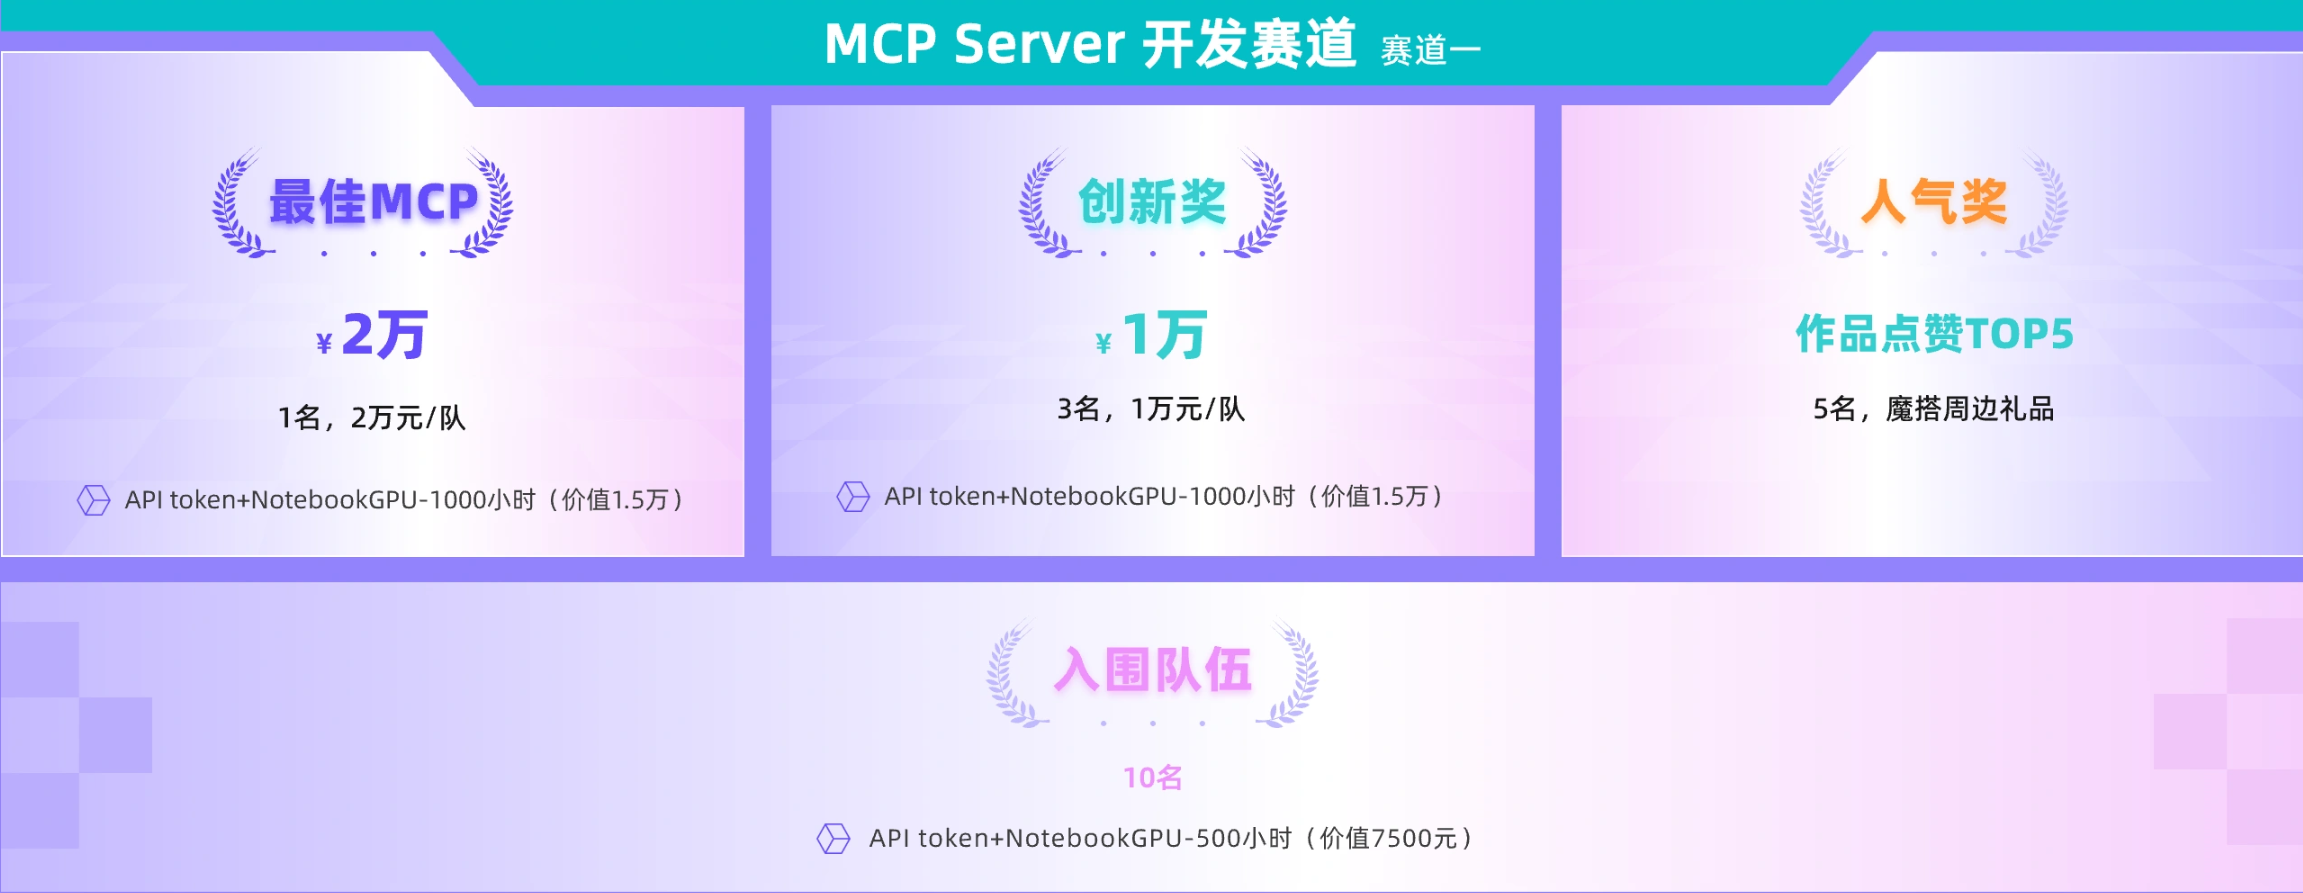 MCP Server 开发赛道 赛道一
最佳MCP
¥2万
1名，2万元/队
API token+NotebookGPU-1000小时（价值1.5万）
创新奖
¥1万
3名，1万元/队
API token+NotebookGPU-1000小时（价值1.5万）
人气奖
作品点赞TOP5
5名，魔搭周边礼品
入围队伍
10名
API token+NotebookGPU-500小时（价值7500元）